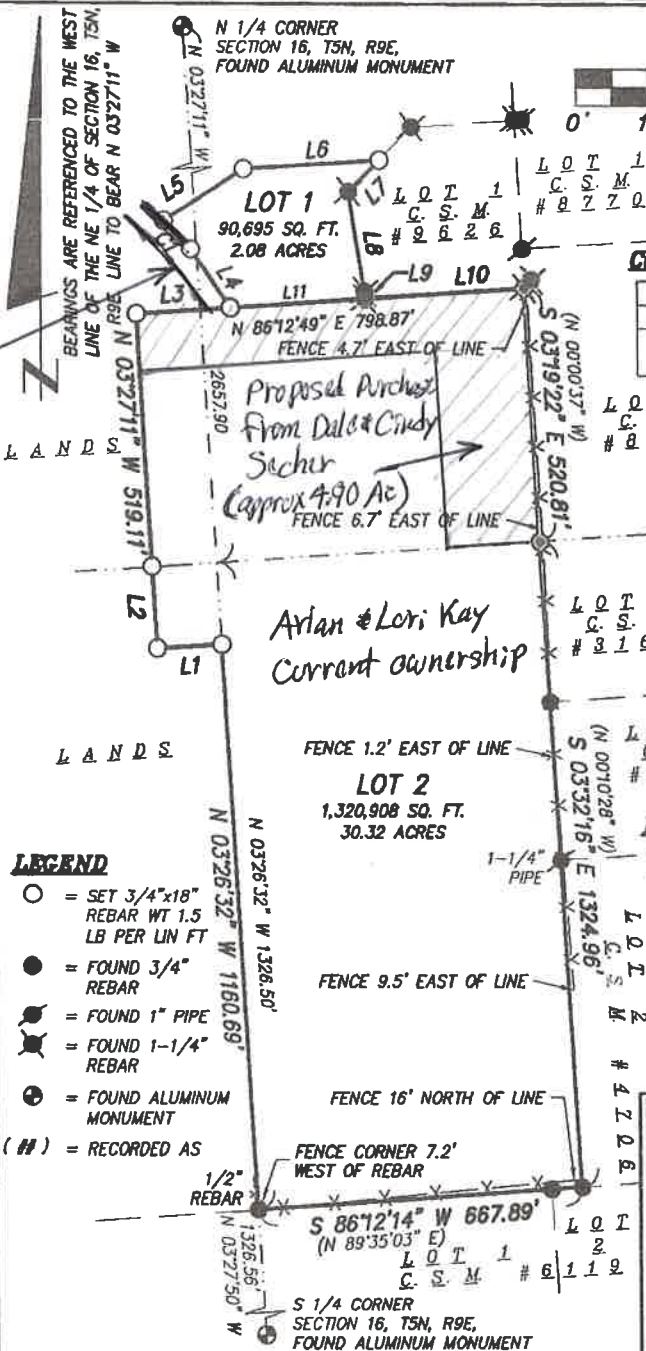 N 1/4 CORNER
SECTION 16, T5N, R9E,
FOUND ALUMINUM MONUMENT
BEARINGS ARE REFERENCED TO THE WEST
LINE OF THE NE 1/4 OF SECTION 16, T5N,
R9E, LINE TO BEAR N 03°27'11" W
N 03°27'11" W
0'
1
L6
L5
L7
LOT 1
90,695 SQ. FT.
2.08 ACRES
L8
L4
LOT 1
C. S. M.
# 9 6 2 6
LOT 1
C. S. M.
# 8 7 7 0
L9
L10
L3
L11
N 86°12'49" E 798.87'
FENCE 4.7' EAST OF LINE
(N 00°00'37" W)
S 03°19'22" E 520.81'
Z
LANDS
N 03°27'11" W 519.11'
2657.90
Proposed Purchase
From Dale & Cindy
Secher
(approx 4.90 Ac)
FENCE 6.7' EAST OF LINE
LO
C.
# 8
L2
L1
Arlan & Lori Kay
Current ownership
LOT
C. S.
# 3 1 6
LANDS
FENCE 1.2' EAST OF LINE
LOT 2
1,320,908 SQ. FT.
30.32 ACRES
(N 00°10'28" W)
S 03°32'16" E 1324.96'
L
#
1-1/4"
PIPE
N 03°26'32" W 1160.69'
N 03°26'32" W 1326.50'
LEGEND
= SET 3/4"x18"
REBAR WT 1.5
LB PER LIN FT
= FOUND 3/4"
REBAR
= FOUND 1" PIPE
= FOUND 1-1/4"
REBAR
= FOUND ALUMINUM
MONUMENT
(#) = RECORDED AS
FENCE 9.5' EAST OF LINE
LOT 2
C. S. M. # 4 7 0 6
FENCE 16' NORTH OF LINE
FENCE CORNER 7.2'
WEST OF REBAR
1/2"
REBAR
S 86°12'14" W 667.89'
(N 89°35'03" E)
LOT 1
C. S. M. # 6 1 1 9
LOT
2
1326.56'
N 03°27'50" W
S 1/4 CORNER
SECTION 16, T5N, R9E,
FOUND ALUMINUM MONUMENT